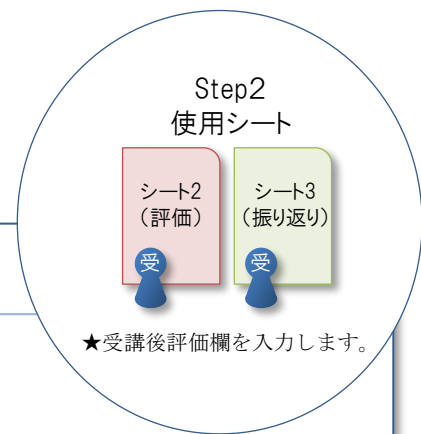 Step2
使用シート
シート2
（評価）
シート3
（振り返り）
受
受
★受講後評価欄を入力します。